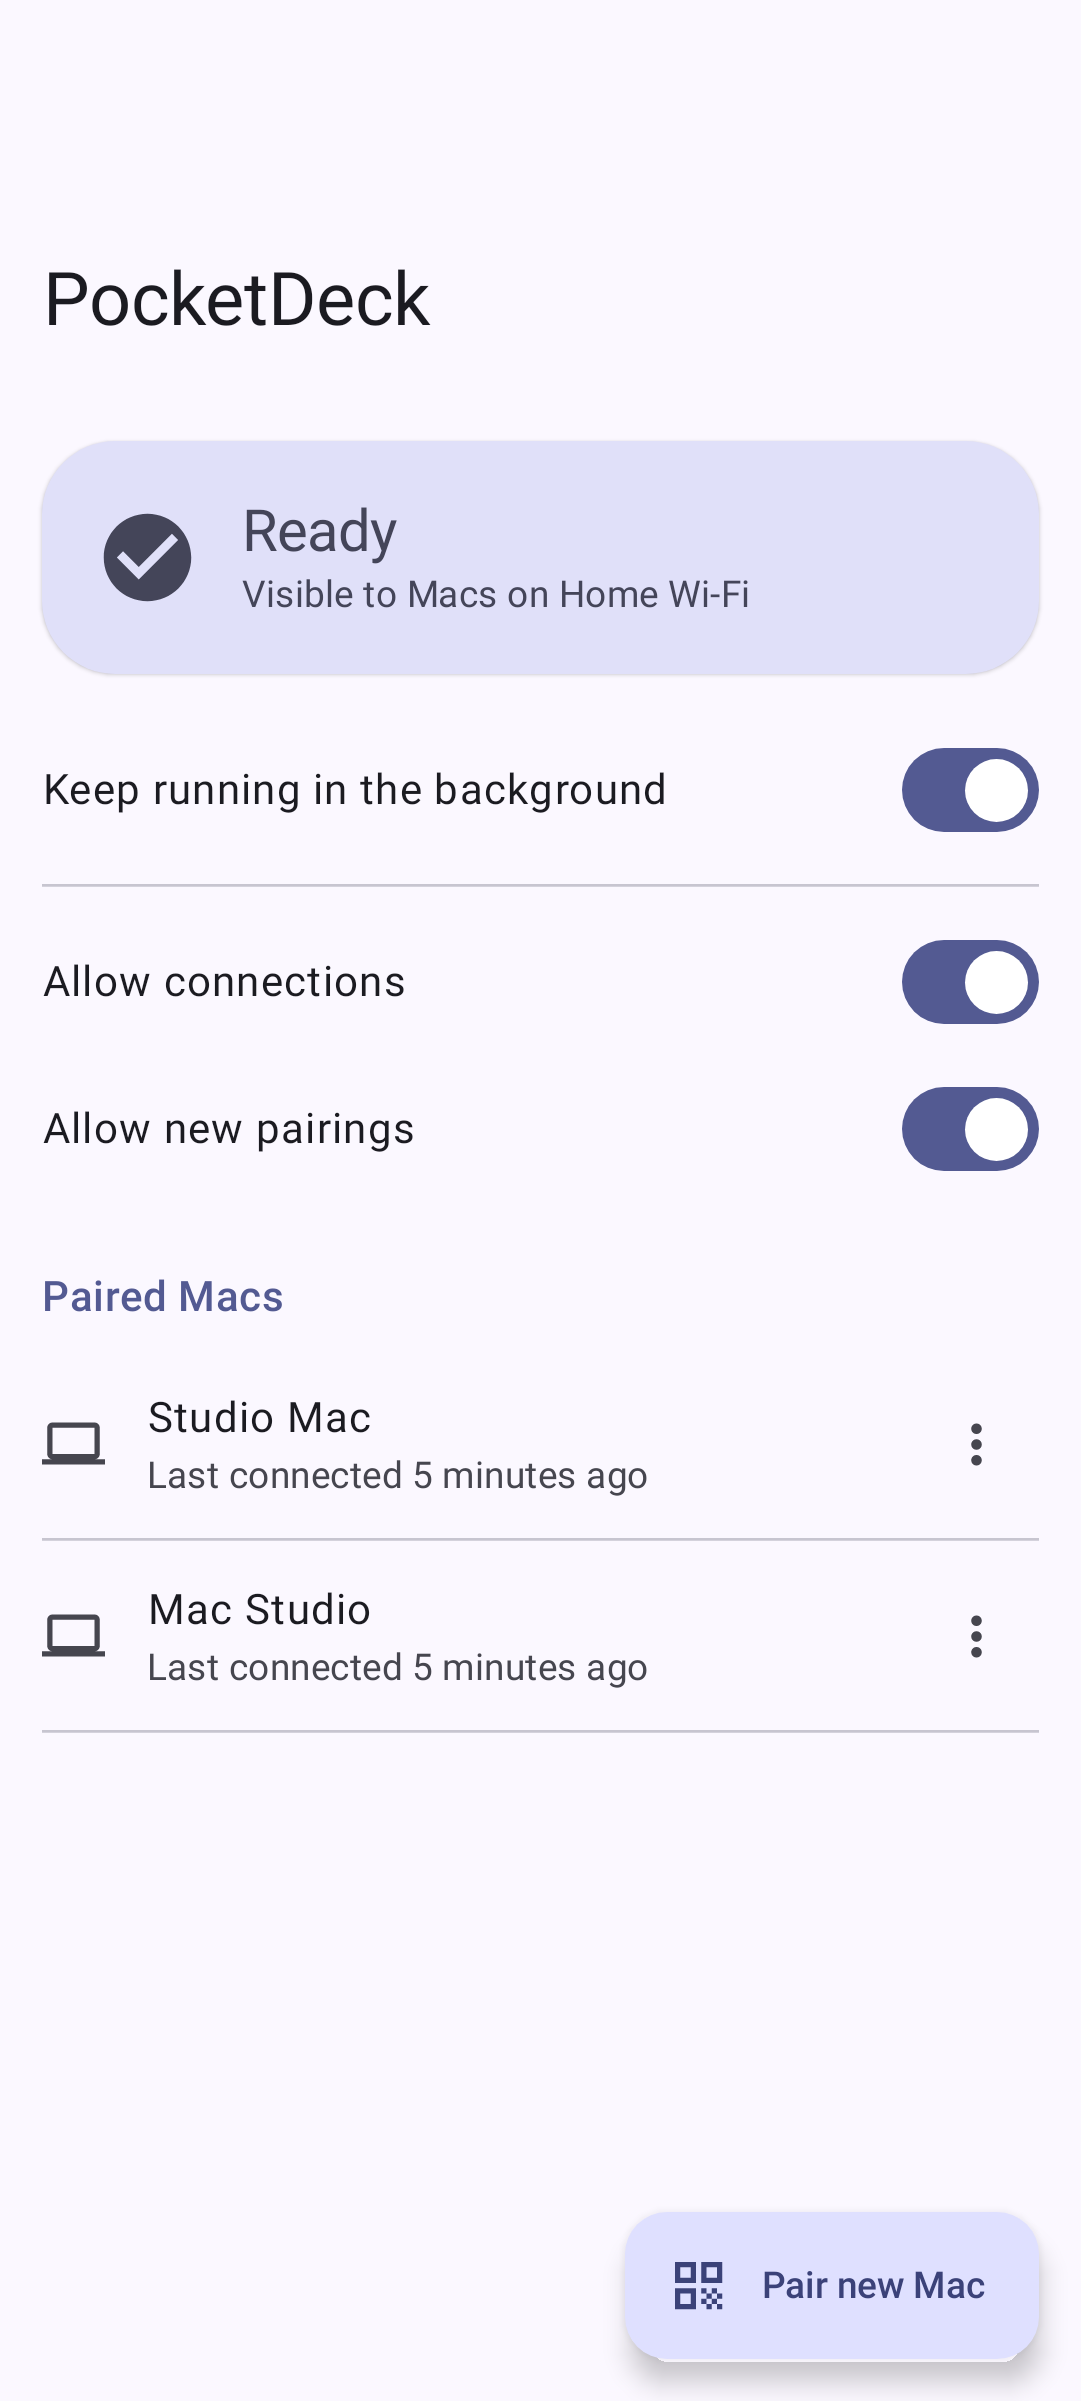 PocketDeck
Ready
Visible to Macs on Home Wi-Fi
Keep running in the background
Allow connections
Allow new pairings
Paired Macs
Studio Mac
Last connected 5 minutes ago
Mac Studio
Last connected 5 minutes ago
Pair new Mac